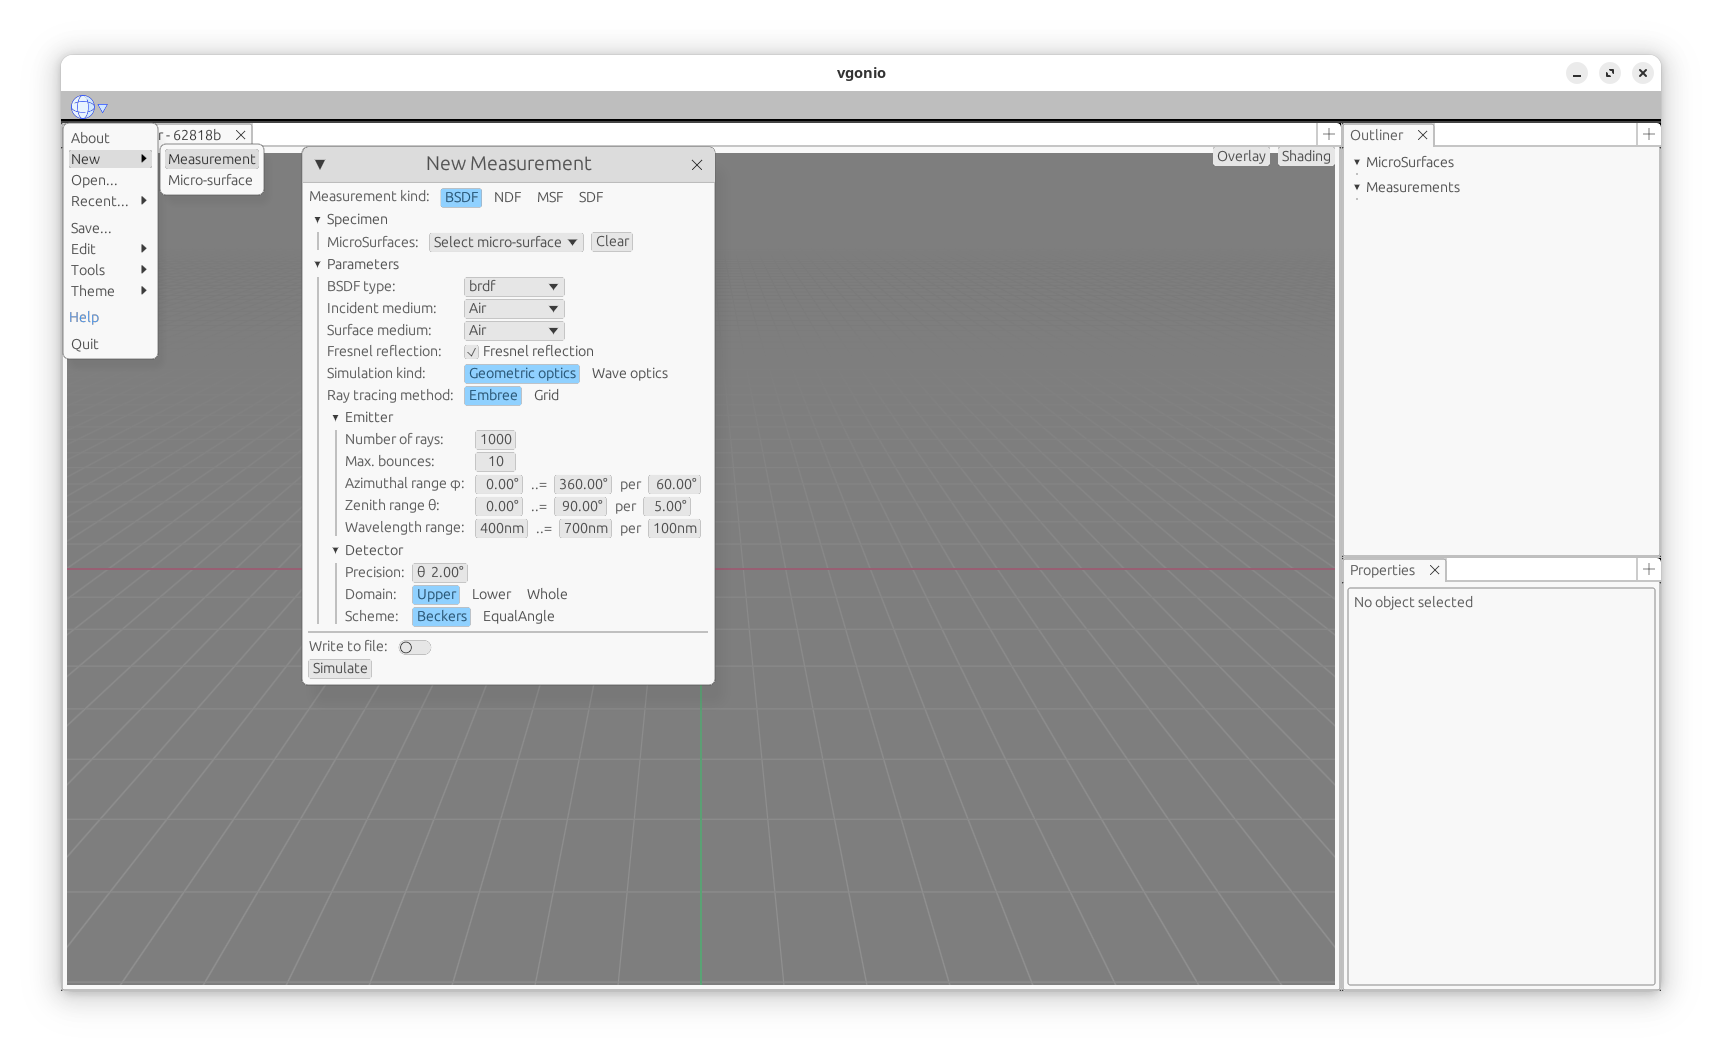 vgonio
r - 62818b
Outliner
About
New
Open...
Recent...
Save...
Edit
Tools
Theme
Help
Quit
Measurement
Micro-surface
New Measurement
Measurement kind: BSDF NDF MSF SDF
Specimen
MicroSurfaces: Select micro-surface Clear
Parameters
BSDF type: brdf
Incident medium: Air
Surface medium: Air
Fresnel reflection: Fresnel reflection
Simulation kind: Geometric optics Wave optics
Ray tracing method: Embree Grid
Emitter
Number of rays: 1000
Max. bounces: 10
Azimuthal range φ: 0.00° ..= 360.00° per 60.00°
Zenith range θ: 0.00° ..= 90.00° per 5.00°
Wavelength range: 400nm ..= 700nm per 100nm
Detector
Precision: θ 2.00°
Domain: Upper Lower Whole
Scheme: Beckers EqualAngle
Write to file:
Simulate
Overlay Shading
MicroSurfaces
Measurements
Properties
No object selected